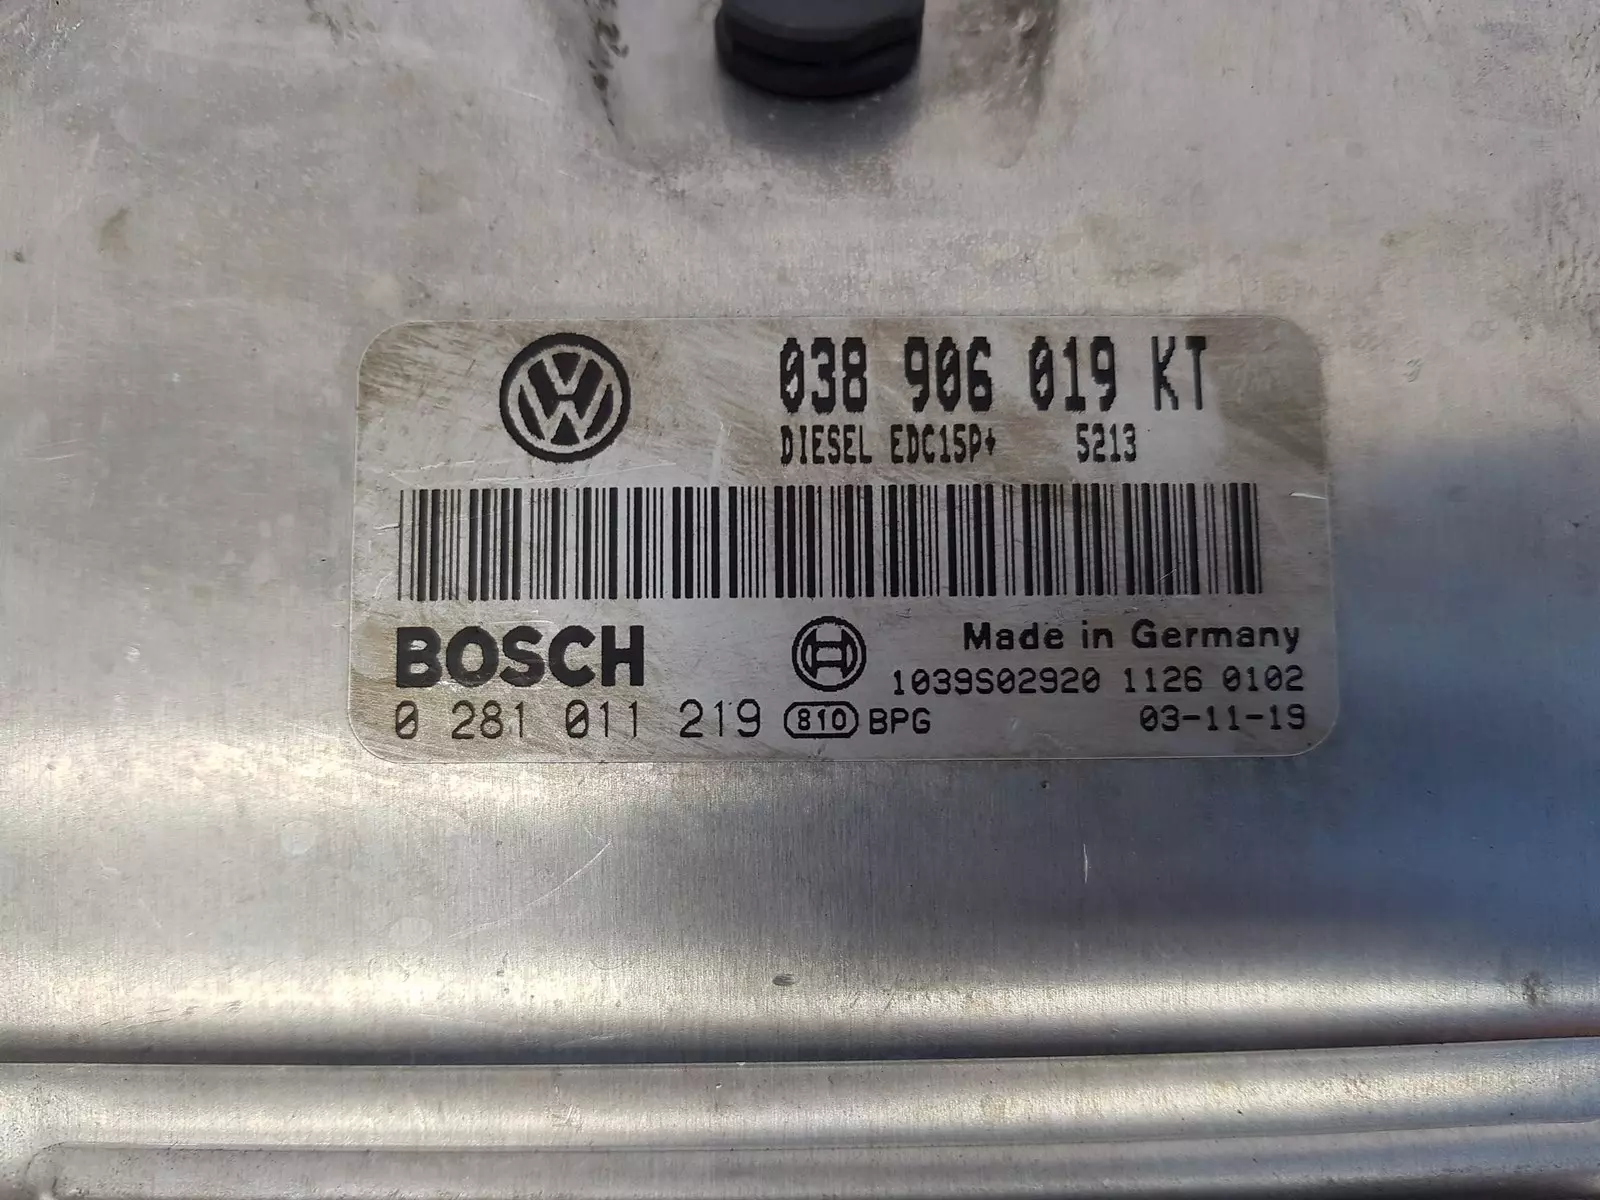 038 906 019 KT
DIESEL EDC15P+ 5213
BOSCH
Made in Germany
1039S02920 1126 0102
0 281 011 219 810 BPG 03-11-19